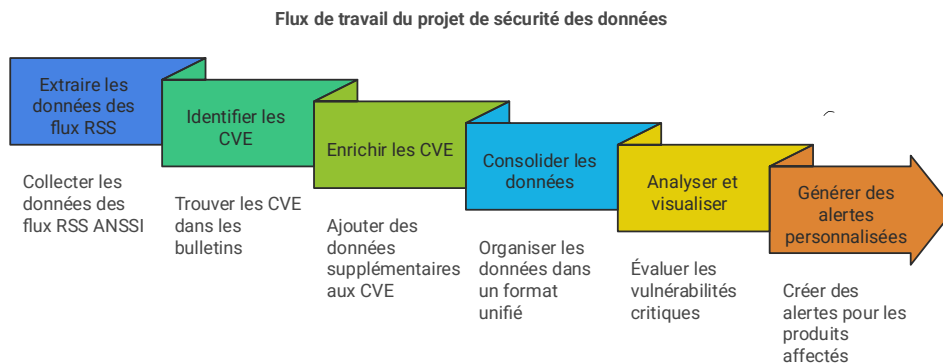 Flux de travail du projet de sécurité des données
Extraire les
données des
flux RSS
Collecter les
données des
flux RSS ANSSI
Identifier les
CVE
Trouver les CVE
dans les
bulletins
Enrichir les CVE
Ajouter des
données
supplémentaires
aux CVE
Consolider les
données
Organiser les
données dans
un format
unifié
Analyser et
visualiser
Évaluer les
vulnérabilités
critiques
Générer des
alertes
personnalisées
Créer des
alertes pour les
produits
affectés